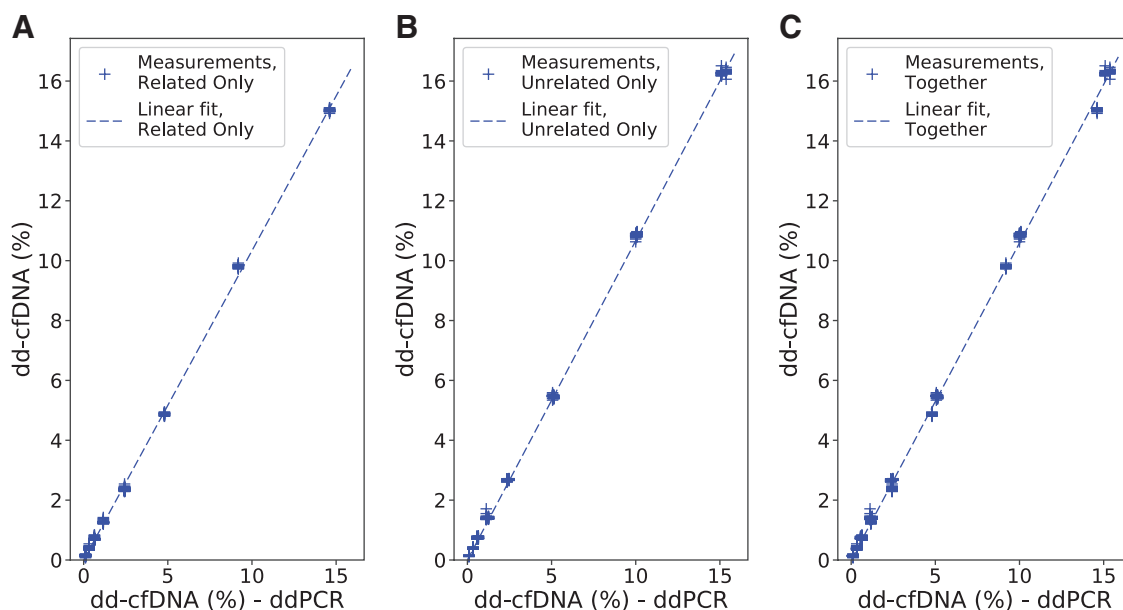 A
Measurements,
Related Only
Linear fit,
Related Only
16
14
12
10
8
6
4
2
0
dd-cfDNA (%)
0 5 10 15
dd-cfDNA (%) - ddPCR
B
Measurements,
Unrelated Only
Linear fit,
Unrelated Only
16
14
12
10
8
6
4
2
0
dd-cfDNA (%)
0 5 10 15
dd-cfDNA (%) - ddPCR
C
Measurements,
Together
Linear fit,
Together
16
14
12
10
8
6
4
2
0
dd-cfDNA (%)
0 5 10 15
dd-cfDNA (%) - ddPCR